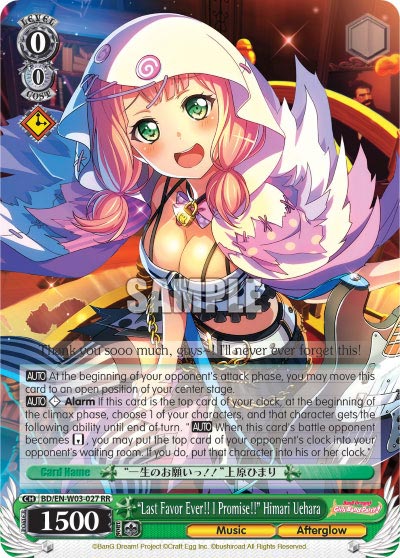 LEVEL
0
0
COST
SAMPLE
Thank you sooo much, guys~! I'll never ever forget this!
AUTO At the beginning of your opponent's attack phase, you may move this
card to an open position of your center stage.
AUTO Alarm If this card is the top card of your clock, at the beginning of
the climax phase, choose 1 of your characters, and that character gets the
following ability until end of turn. "AUTO When this card's battle opponent
becomes, you may put the top card of your opponent's clock into your
opponent's waiting room. If you do, put that character into his or her clock."
Card Name "一生のお願いっ!!"上原ひまり
CH BD/EN-W03-027 RR
"Last Favor Ever!! I Promise!!" Himari Uehara
1500
POWER
Music
Afterglow
©BanG Dream! Project ©Craft Egg Inc. ©bushiroad All Rights Reserved.